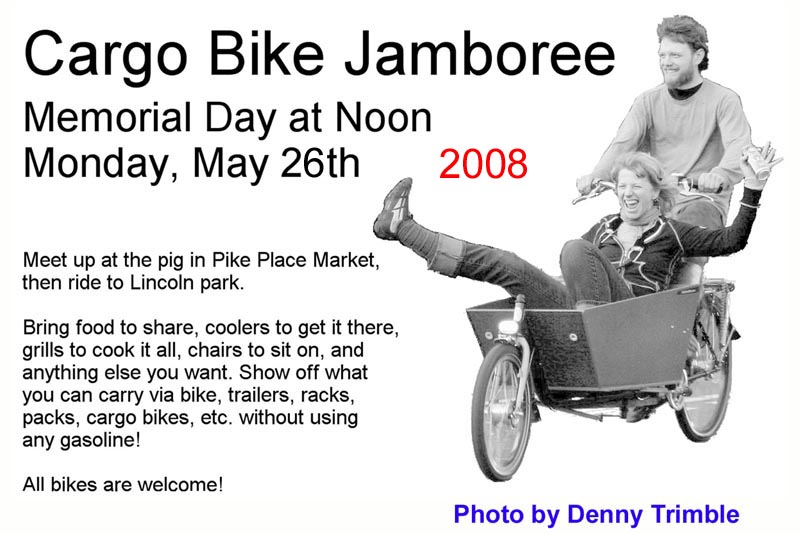 Cargo Bike Jamboree
Memorial Day at Noon
Monday, May 26th 2008
Meet up at the pig in Pike Place Market,
then ride to Lincoln park.
Bring food to share, coolers to get it there,
grills to cook it all, chairs to sit on, and
anything else you want. Show off what
you can carry via bike, trailers, racks,
packs, cargo bikes, etc. without using
any gasoline!
All bikes are welcome!
Photo by Denny Trimble